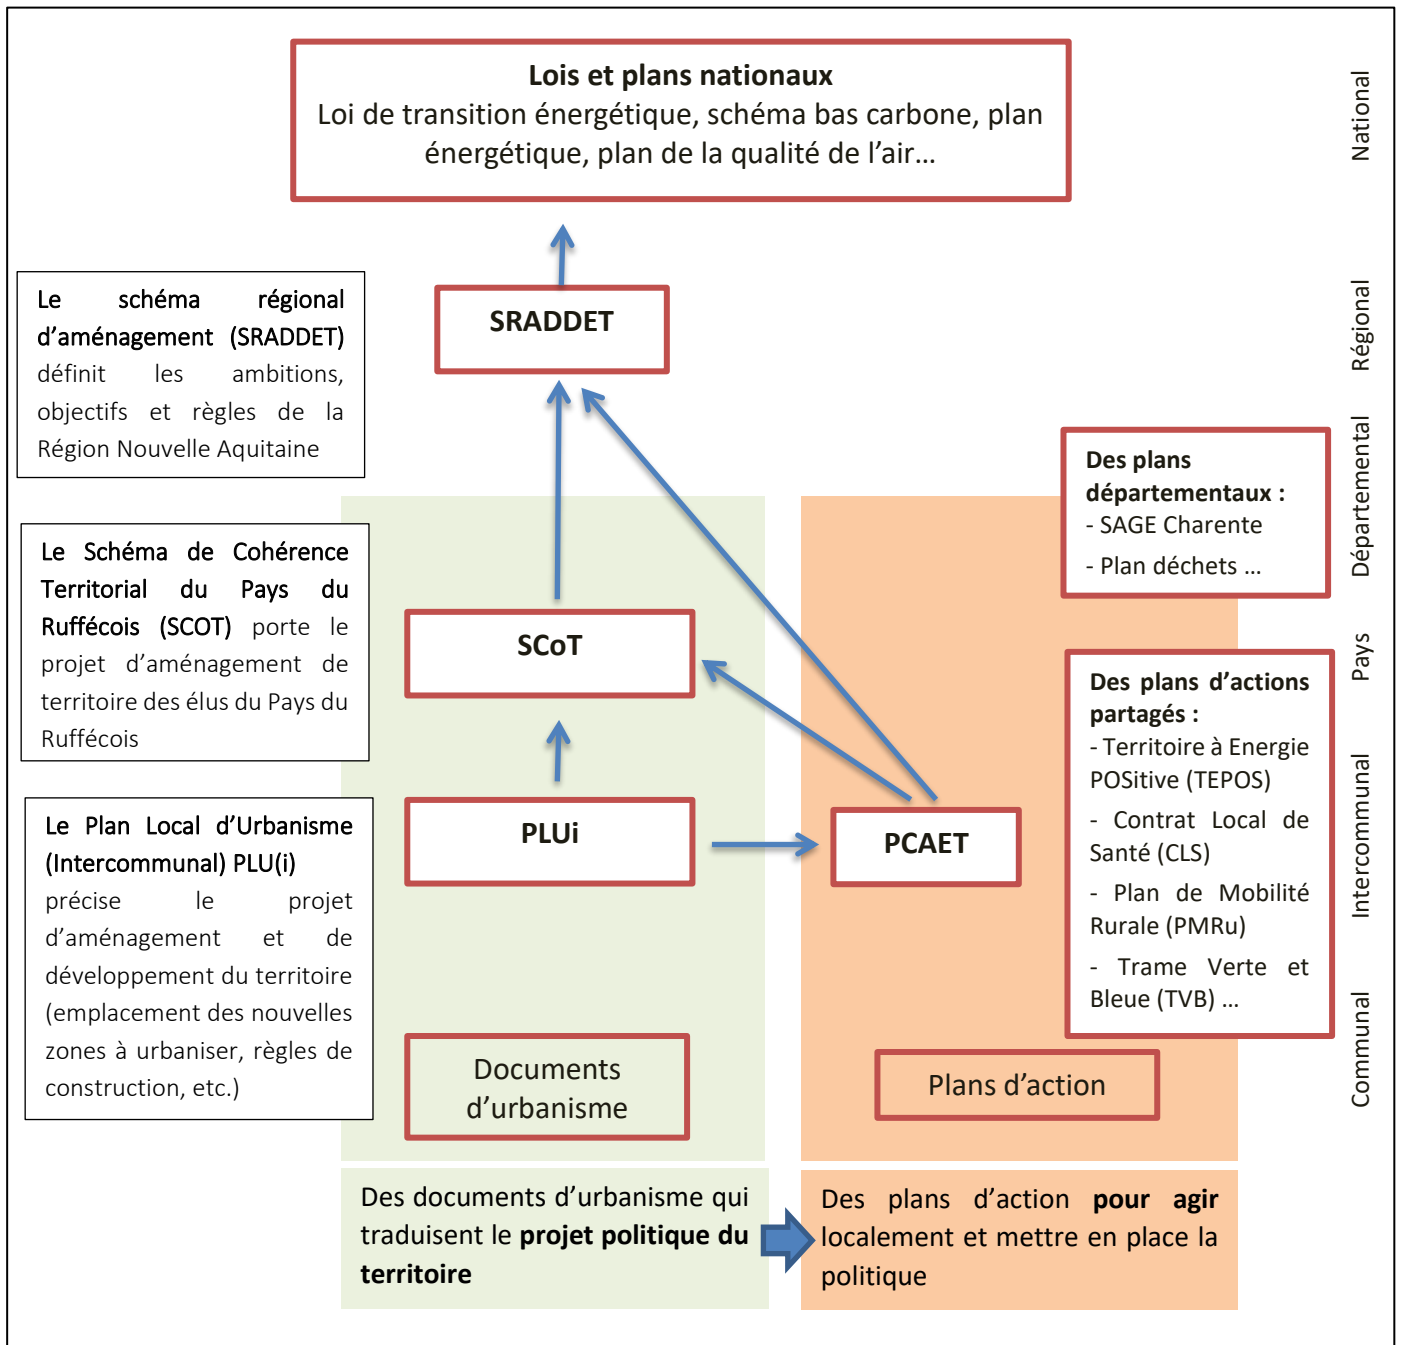 Lois et plans nationaux
Loi de transition énergétique, schéma bas carbone, plan
énergétique, plan de la qualité de l’air…
National
Le schéma régional
d’aménagement (SRADDET)
définit les ambitions,
objectifs et règles de la
Région Nouvelle Aquitaine
SRADDET
Régional
Des plans
départementaux :
- SAGE Charente
- Plan déchets …
Départemental
Le Schéma de Cohérence
Territorial du Pays du
Ruffécois (SCOT) porte le
projet d’aménagement de
territoire des élus du Pays du
Ruffécois
SCoT
Pays
Des plans d’actions
partagés :
- Territoire à Energie
POSitive (TEPOS)
- Contrat Local de
Santé (CLS)
- Plan de Mobilité
Rurale (PMRu)
- Trame Verte et
Bleue (TVB) …
Le Plan Local d’Urbanisme
(Intercommunal) PLU(i)
précise le projet
d’aménagement et de
développement du territoire
(emplacement des nouvelles
zones à urbaniser, règles de
construction, etc.)
PLUi
PCAET
Intercommunal
Documents
d’urbanisme
Plans d’action
Communal
Des documents d’urbanisme qui
traduisent le projet politique du
territoire
Des plans d’action pour agir
localement et mettre en place la
politique